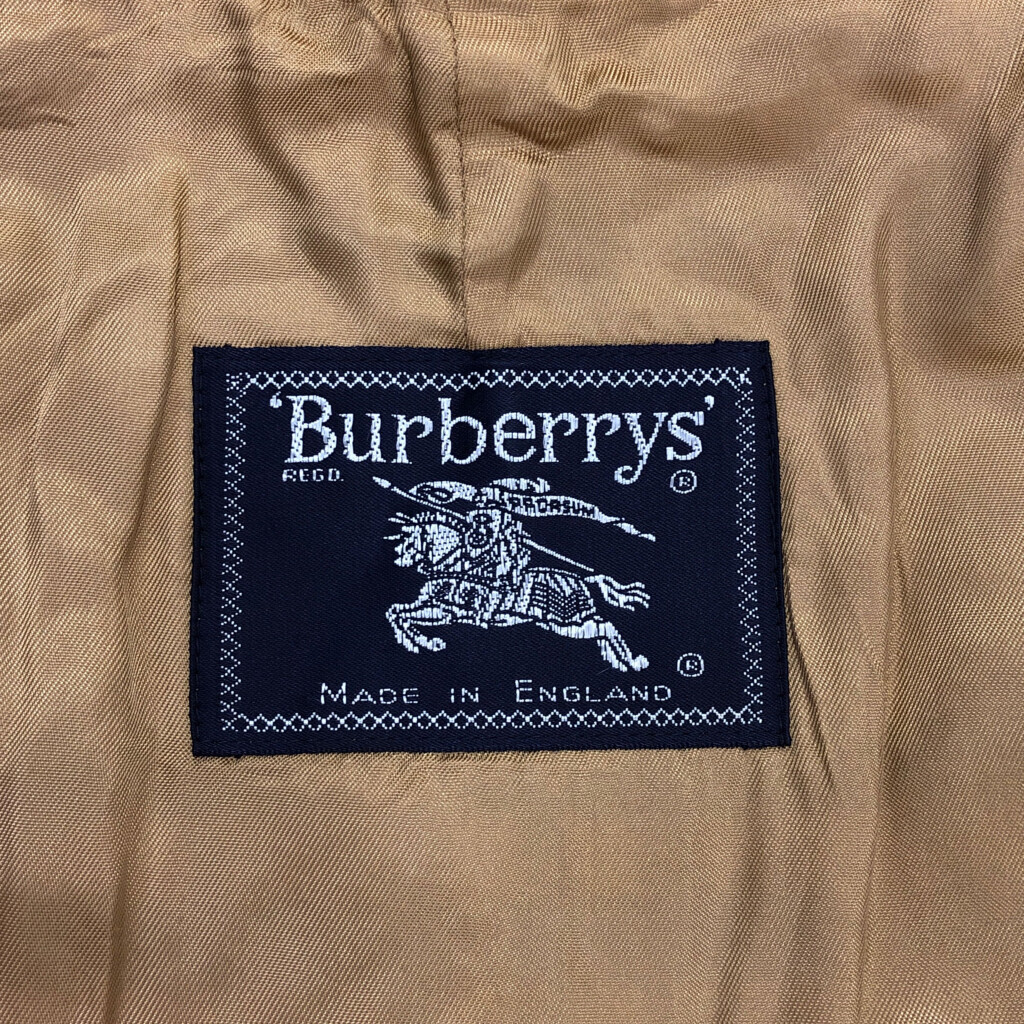 'Burberrys'
REGD.
®
PRORSUM
®
MADE IN ENGLAND